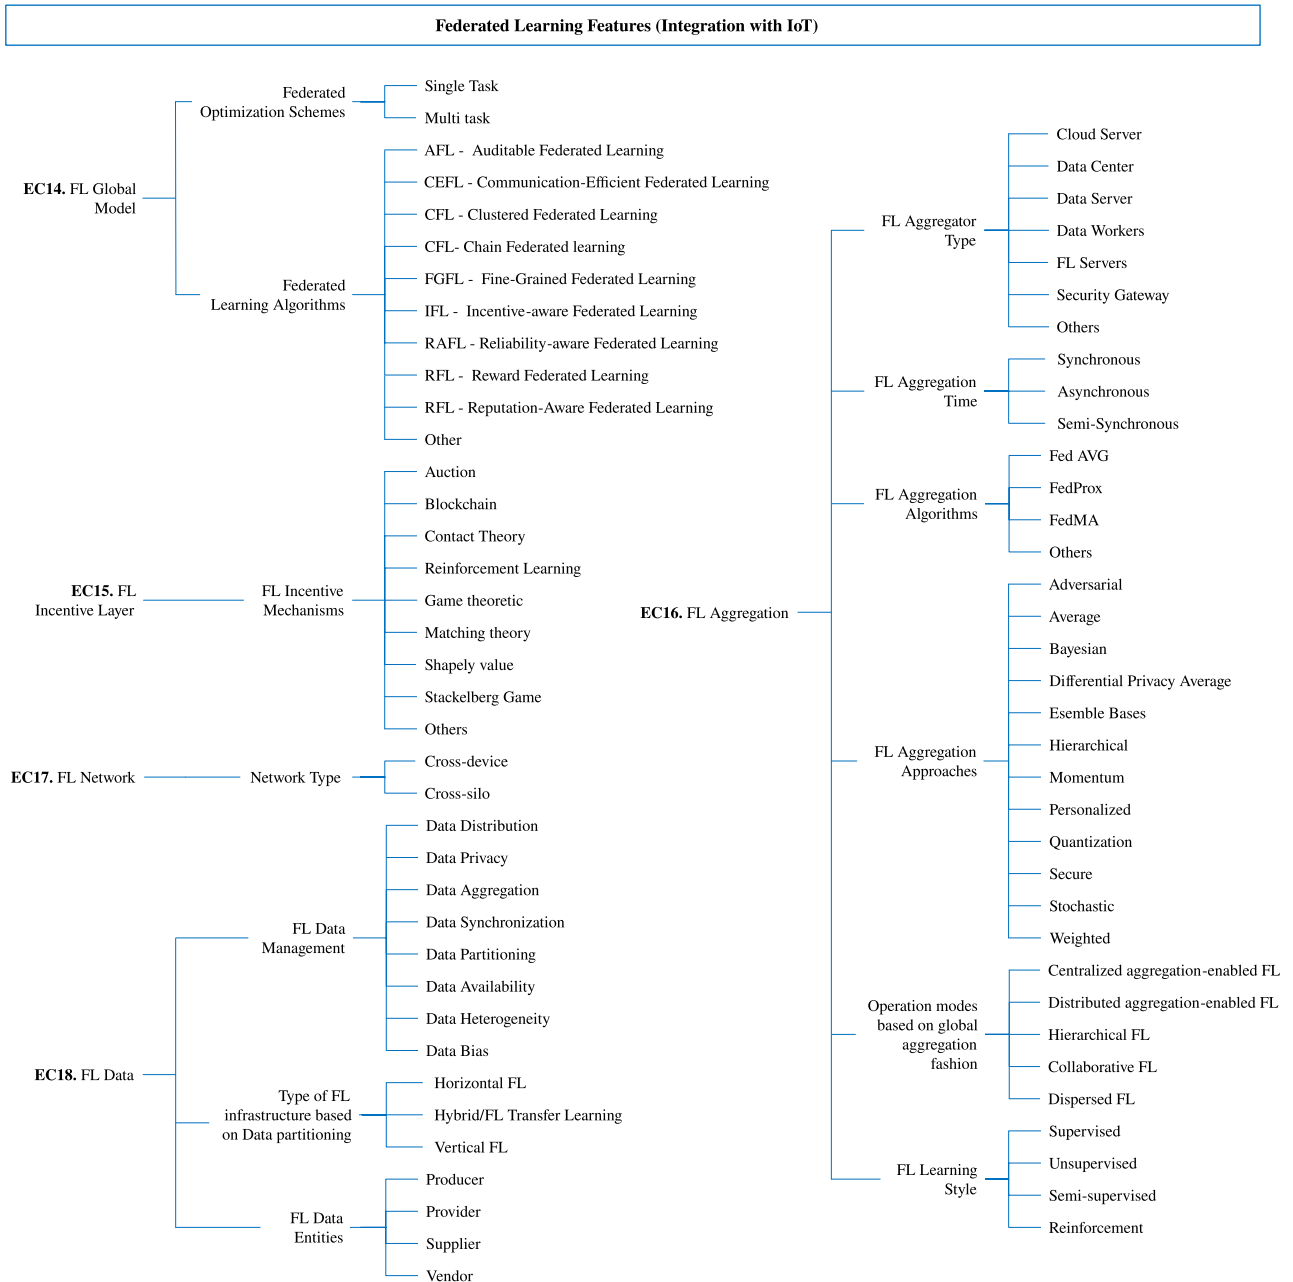 Federated Learning Features (Integration with IoT)
EC14. FL Global
Model
Federated
Optimization Schemes
Single Task
Multi task
Federated
Learning Algorithms
AFL - Auditable Federated Learning
CEFL - Communication-Efficient Federated Learning
CFL - Clustered Federated Learning
CFL- Chain Federated learning
FGFL - Fine-Grained Federated Learning
IFL - Incentive-aware Federated Learning
RAFL - Reliability-aware Federated Learning
RFL - Reward Federated Learning
RFL - Reputation-Aware Federated Learning
Other
EC15. FL
Incentive Layer
FL Incentive
Mechanisms
Auction
Blockchain
Contact Theory
Reinforcement Learning
Game theoretic
Matching theory
Shapely value
Stackelberg Game
Others
EC17. FL Network
Network Type
Cross-device
Cross-silo
EC18. FL Data
FL Data
Management
Data Distribution
Data Privacy
Data Aggregation
Data Synchronization
Data Partitioning
Data Availability
Data Heterogeneity
Data Bias
Type of FL
infrastructure based
on Data partitioning
Horizontal FL
Hybrid/FL Transfer Learning
Vertical FL
FL Data
Entities
Producer
Provider
Supplier
Vendor
EC16. FL Aggregation
FL Aggregator
Type
Cloud Server
Data Center
Data Server
Data Workers
FL Servers
Security Gateway
Others
FL Aggregation
Time
Synchronous
Asynchronous
Semi-Synchronous
FL Aggregation
Algorithms
Fed AVG
FedProx
FedMA
Others
FL Aggregation
Approaches
Adversarial
Average
Bayesian
Differential Privacy Average
Esemble Bases
Hierarchical
Momentum
Personalized
Quantization
Secure
Stochastic
Weighted
Operation modes
based on global
aggregation
fashion
Centralized aggregation-enabled FL
Distributed aggregation-enabled FL
Hierarchical FL
Collaborative FL
Dispersed FL
FL Learning
Style
Supervised
Unsupervised
Semi-supervised
Reinforcement